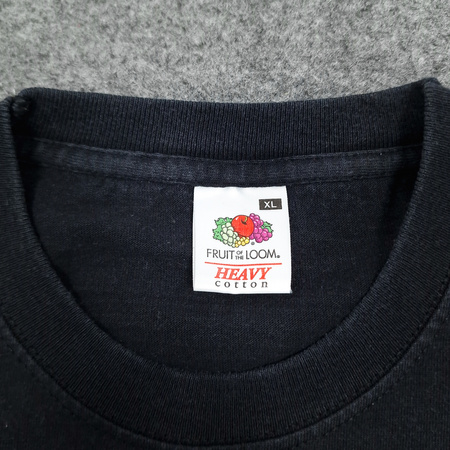 XL
FRUIT OF THE LOOM®
HEAVY
cotton